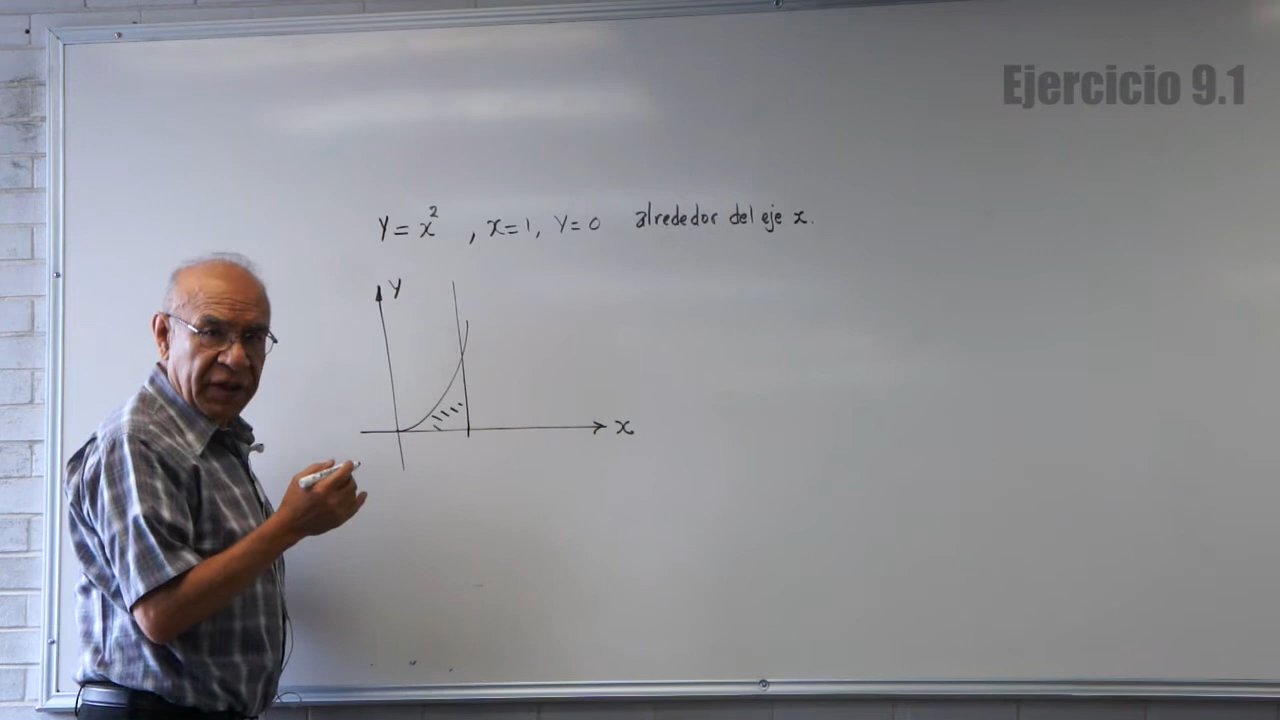 Ejercicio 9.1
y = x² , x=1, y=0 alrededor del eje x.
y
x